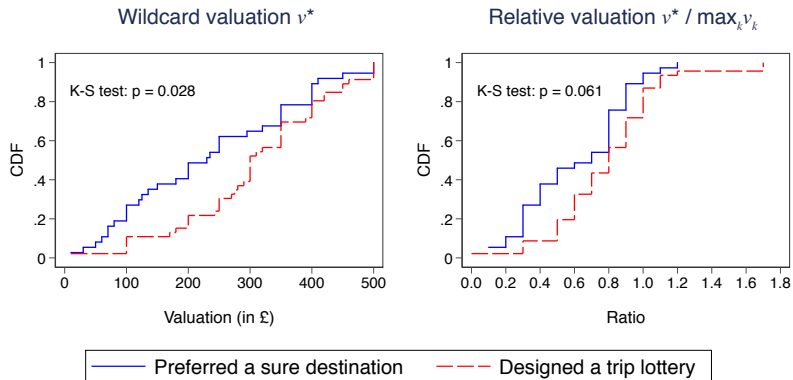 Wildcard valuation v*
K-S test: p = 0.028
CDF
1
.8
.6
.4
.2
0
0 100 200 300 400 500
Valuation (in £)
Relative valuation v* / maxₖvₖ
K-S test: p = 0.061
CDF
1
.8
.6
.4
.2
0
0.0 0.2 0.4 0.6 0.8 1.0 1.2 1.4 1.6 1.8
Ratio
Preferred a sure destination Designed a trip lottery